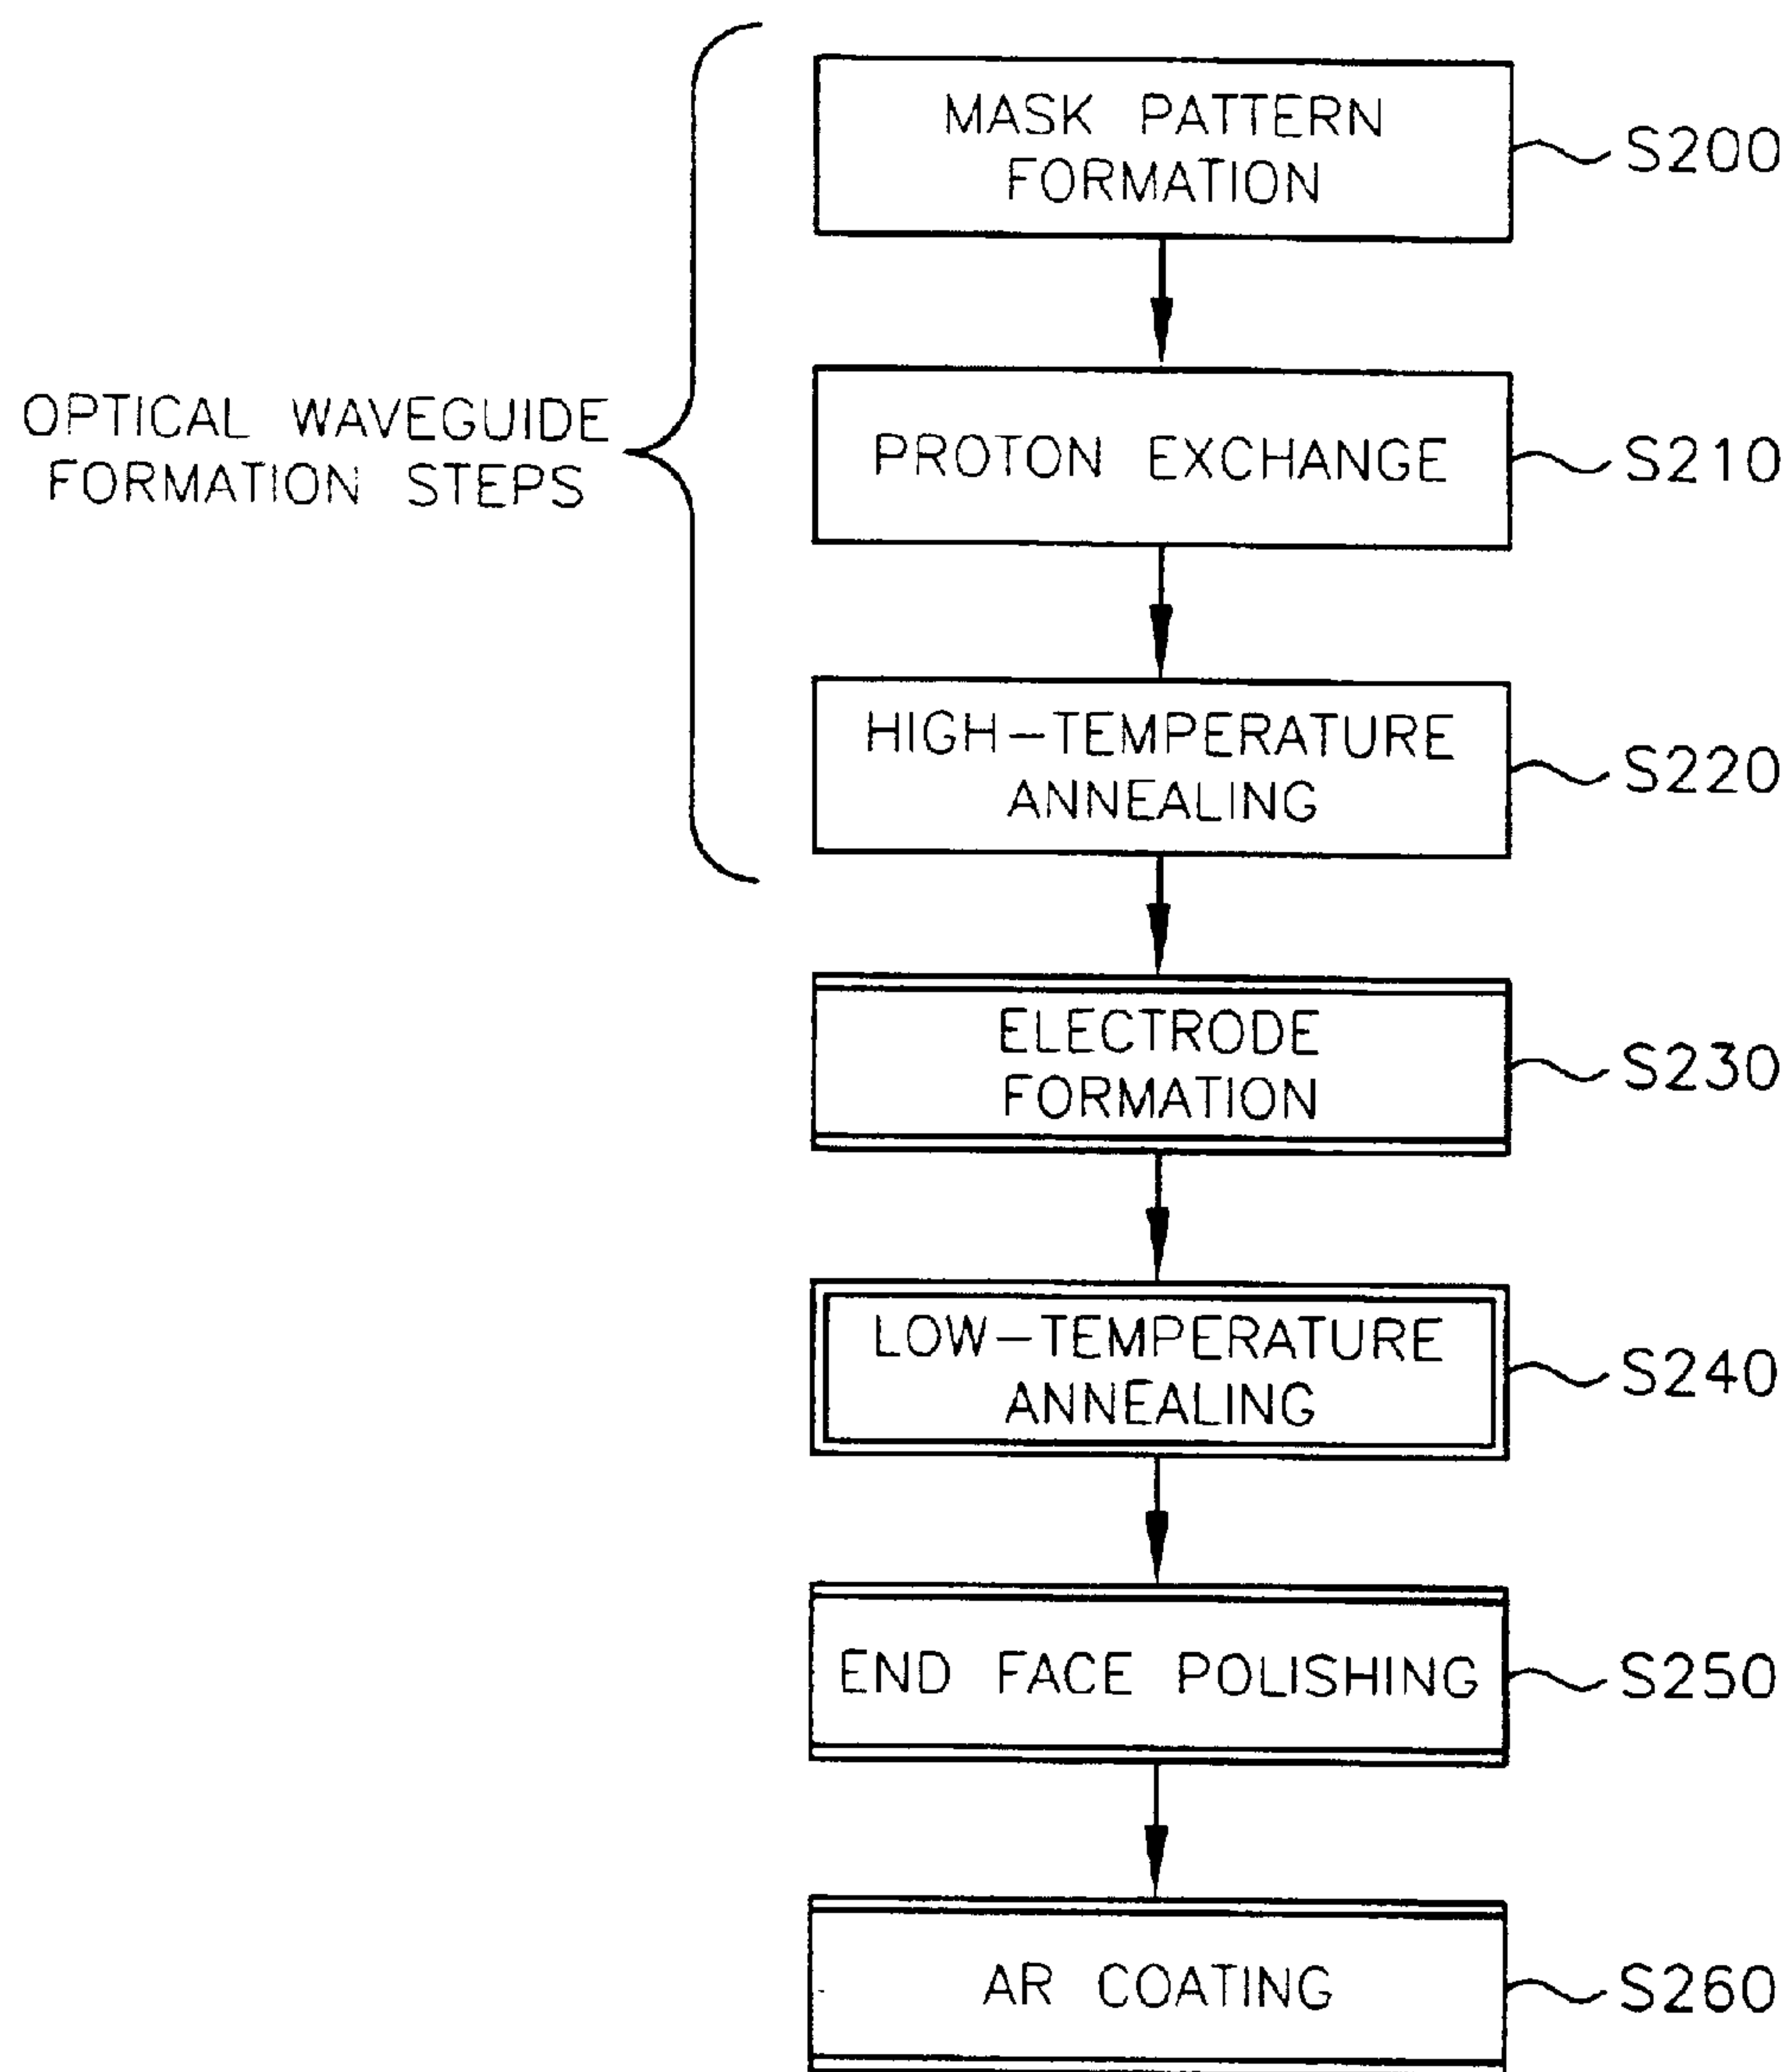 MASK PATTERN
FORMATION
S200
OPTICAL WAVEGUIDE
FORMATION STEPS
PROTON EXCHANGE
S210
HIGH-TEMPERATURE
ANNEALING
S220
ELECTRODE
FORMATION
S230
LOW-TEMPERATURE
ANNEALING
S240
END FACE POLISHING
S250
AR COATING
S260